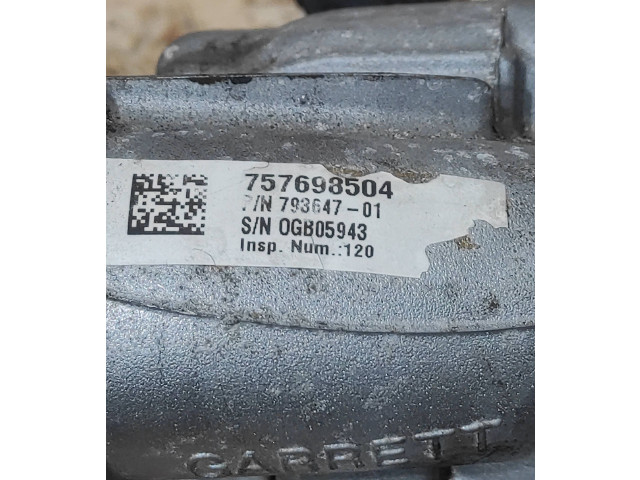 757698504
P/N 793647-01
S/N 0GB05943
Insp. Num.:120
GARRETT